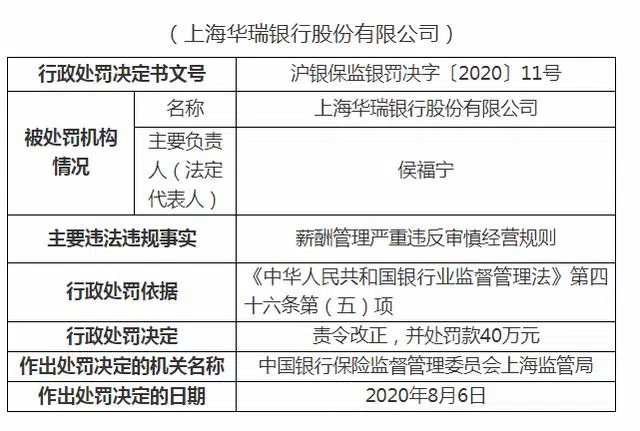 （上海华瑞银行股份有限公司）
行政处罚决定书文号 沪银保监银罚决字〔2020〕11号
被处罚机构
情况
名称 上海华瑞银行股份有限公司
主要负责
人（法定
代表人）
侯福宁
主要违法违规事实 薪酬管理严重违反审慎经营规则
行政处罚依据
《中华人民共和国银行业监督管理法》第四
十六条第（五）项
行政处罚决定 责令改正，并处罚款40万元
作出处罚决定的机关名称 中国银行保险监督管理委员会上海监管局
作出处罚决定的日期 2020年8月6日